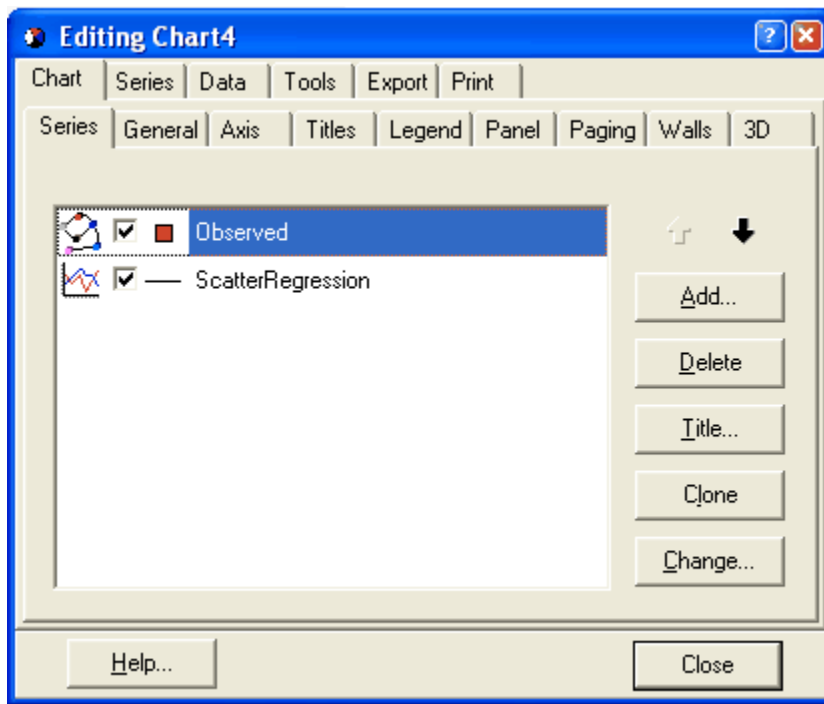 Editing Chart4
Chart Series Data Tools Export Print
Series General Axis Titles Legend Panel Paging Walls 3D
Observed
ScatterRegression
Add...
Delete
Title...
Clone
Change...
Help... Close